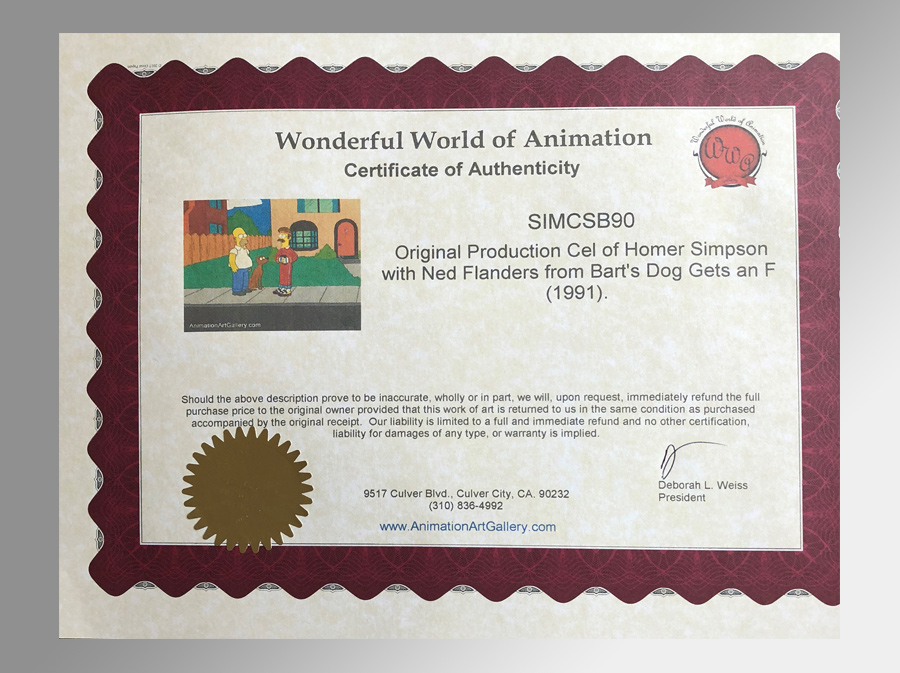 Wonderful World of Animation
Certificate of Authenticity
Wonderful World of Animation
WWA
SIMCSB90
Original Production Cel of Homer Simpson
with Ned Flanders from Bart's Dog Gets an F
(1991).
AnimationArtGallery.com
Should the above description prove to be inaccurate, wholly or in part, we will, upon request, immediately refund the full
purchase price to the original owner provided that this work of art is returned to us in the same condition as purchased
accompanied by the original receipt. Our liability is limited to a full and immediate refund and no other certification,
liability for damages of any type, or warranty is implied.
Deborah L. Weiss
President
9517 Culver Blvd., Culver City, CA. 90232
(310) 836-4992
www.AnimationArtGallery.com